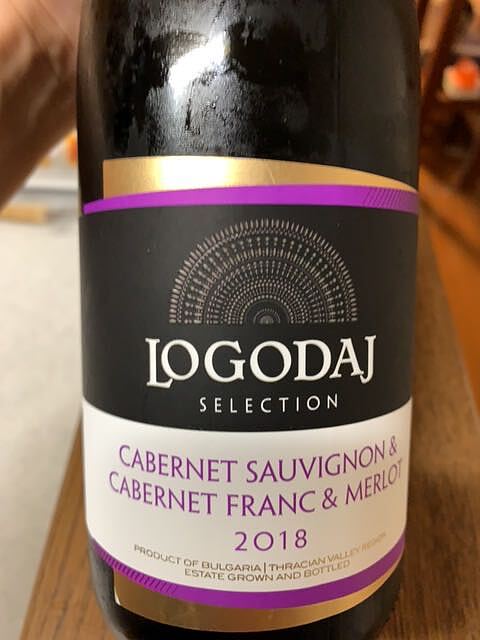 LOGODAJ
SELECTION
CABERNET SAUVIGNON &
CABERNET FRANC & MERLOT
2018
PRODUCT OF BULGARIA | THRACIAN VALLEY REGION
ESTATE GROWN AND BOTTLED